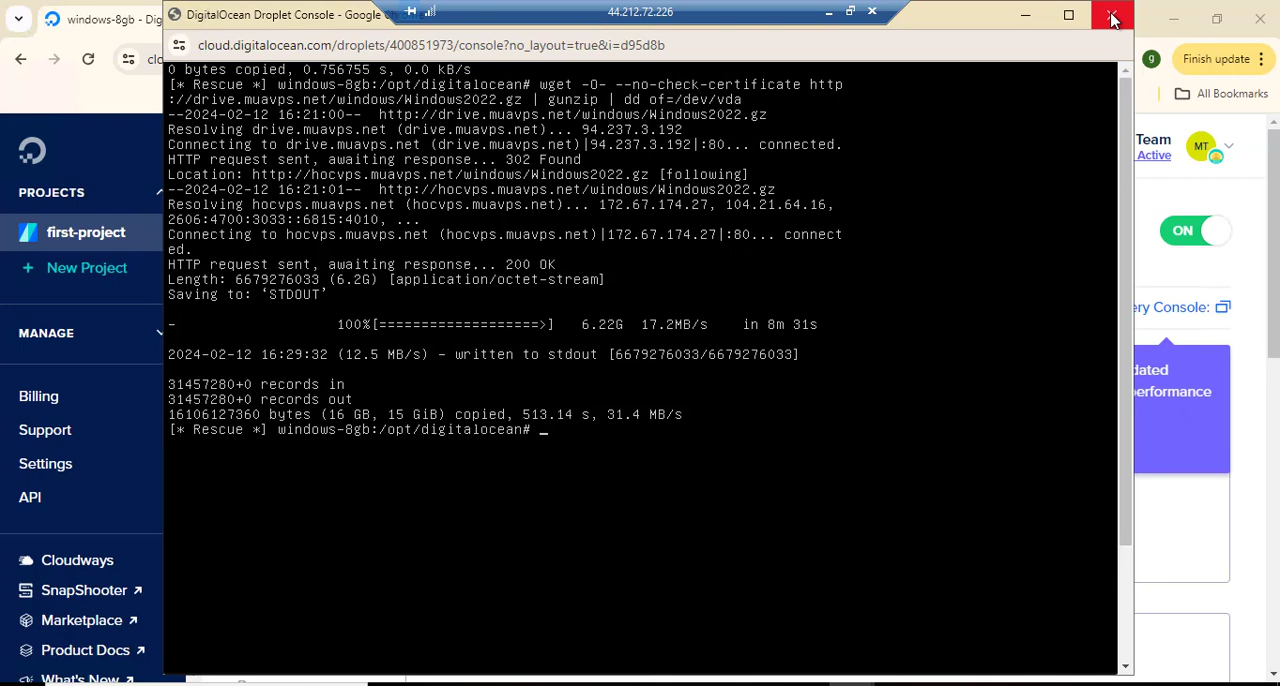 windows-8gb - Dig
DigitalOcean Droplet Console - Google Ch
44.212.72.226
cloud.digitalocean.com/droplets/400851973/console?no_layout=true&i=d95d8b
clo
9
Finish update
All Bookmarks
PROJECTS
first-project
+ New Project
MANAGE
Billing
Support
Settings
API
Cloudways
SnapShooter ↗
Marketplace ↗
Product Docs ↗
What's New ↗
0 bytes copied, 0.756755 s, 0.0 kB/s
[* Rescue *] windows-8gb:/opt/digitalocean# wget -O- --no-check-certificate http
://drive.muavps.net/windows/Windows2022.gz | gunzip | dd of=/dev/vda
--2024-02-12 16:21:00-- http://drive.muavps.net/windows/Windows2022.gz
Resolving drive.muavps.net (drive.muavps.net)... 94.237.3.192
Connecting to drive.muavps.net (drive.muavps.net)|94.237.3.192|:80... connected.
HTTP request sent, awaiting response... 302 Found
Location: http://hocvps.muavps.net/windows/Windows2022.gz [following]
--2024-02-12 16:21:01-- http://hocvps.muavps.net/windows/Windows2022.gz
Resolving hocvps.muavps.net (hocvps.muavps.net)... 172.67.174.27, 104.21.64.16,
2606:4700:3033::6815:4010, ...
Connecting to hocvps.muavps.net (hocvps.muavps.net)|172.67.174.27|:80... connect
ed.
HTTP request sent, awaiting response... 200 OK
Length: 6679276033 (6.2G) [application/octet-stream]
Saving to: ‘STDOUT’
- 100%[===================>] 6.22G 17.2MB/s in 8m 31s
2024-02-12 16:29:32 (12.5 MB/s) - written to stdout [6679276033/6679276033]
31457280+0 records in
31457280+0 records out
16106127360 bytes (16 GB, 15 GiB) copied, 513.14 s, 31.4 MB/s
[* Rescue *] windows-8gb:/opt/digitalocean# _
Team
Active
MT
ON
ery Console:
dated
erformance